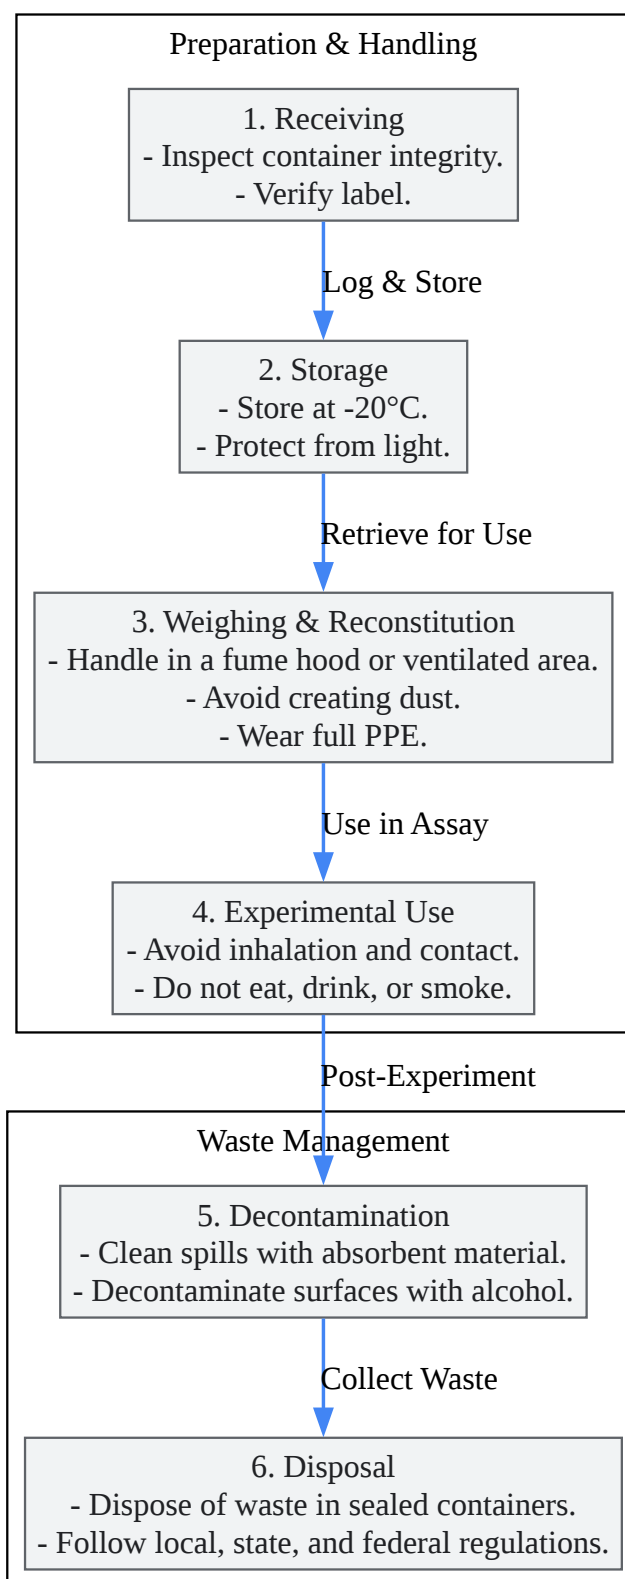 Preparation & Handling
1. Receiving
- Inspect container integrity.
- Verify label.
Log & Store
2. Storage
- Store at -20°C.
- Protect from light.
Retrieve for Use
3. Weighing & Reconstitution
- Handle in a fume hood or ventilated area.
- Avoid creating dust.
- Wear full PPE.
Use in Assay
4. Experimental Use
- Avoid inhalation and contact.
- Do not eat, drink, or smoke.
Post-Experiment
Waste Management
5. Decontamination
- Clean spills with absorbent material.
- Decontaminate surfaces with alcohol.
Collect Waste
6. Disposal
- Dispose of waste in sealed containers.
- Follow local, state, and federal regulations.